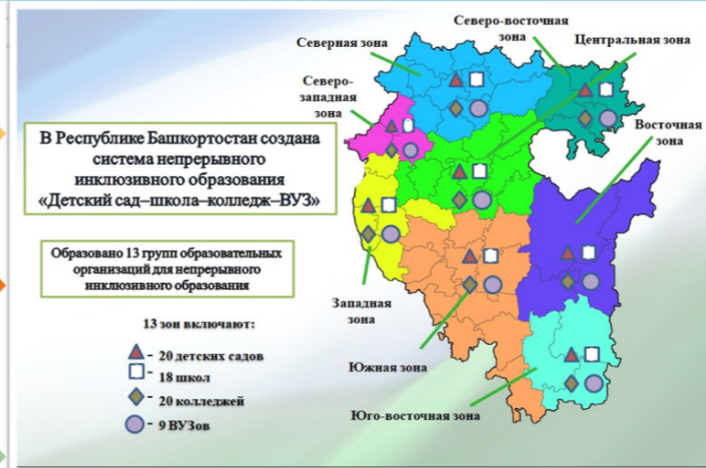 Северо-восточная
зона
Северная зона
Центральная зона
Северо-
западная
зона
Восточная
зона
В Республике Башкортостан создана
система непрерывного
инклюзивного образования
«Детский сад–школа–колледж–ВУЗ»
Образовано 13 групп образовательных
организаций для непрерывного
инклюзивного образования
Западная
зона
13 зон включают:
- 20 детских садов
- 18 школ
- 20 колледжей
- 9 ВУЗов
Южная зона
Юго-восточная зона